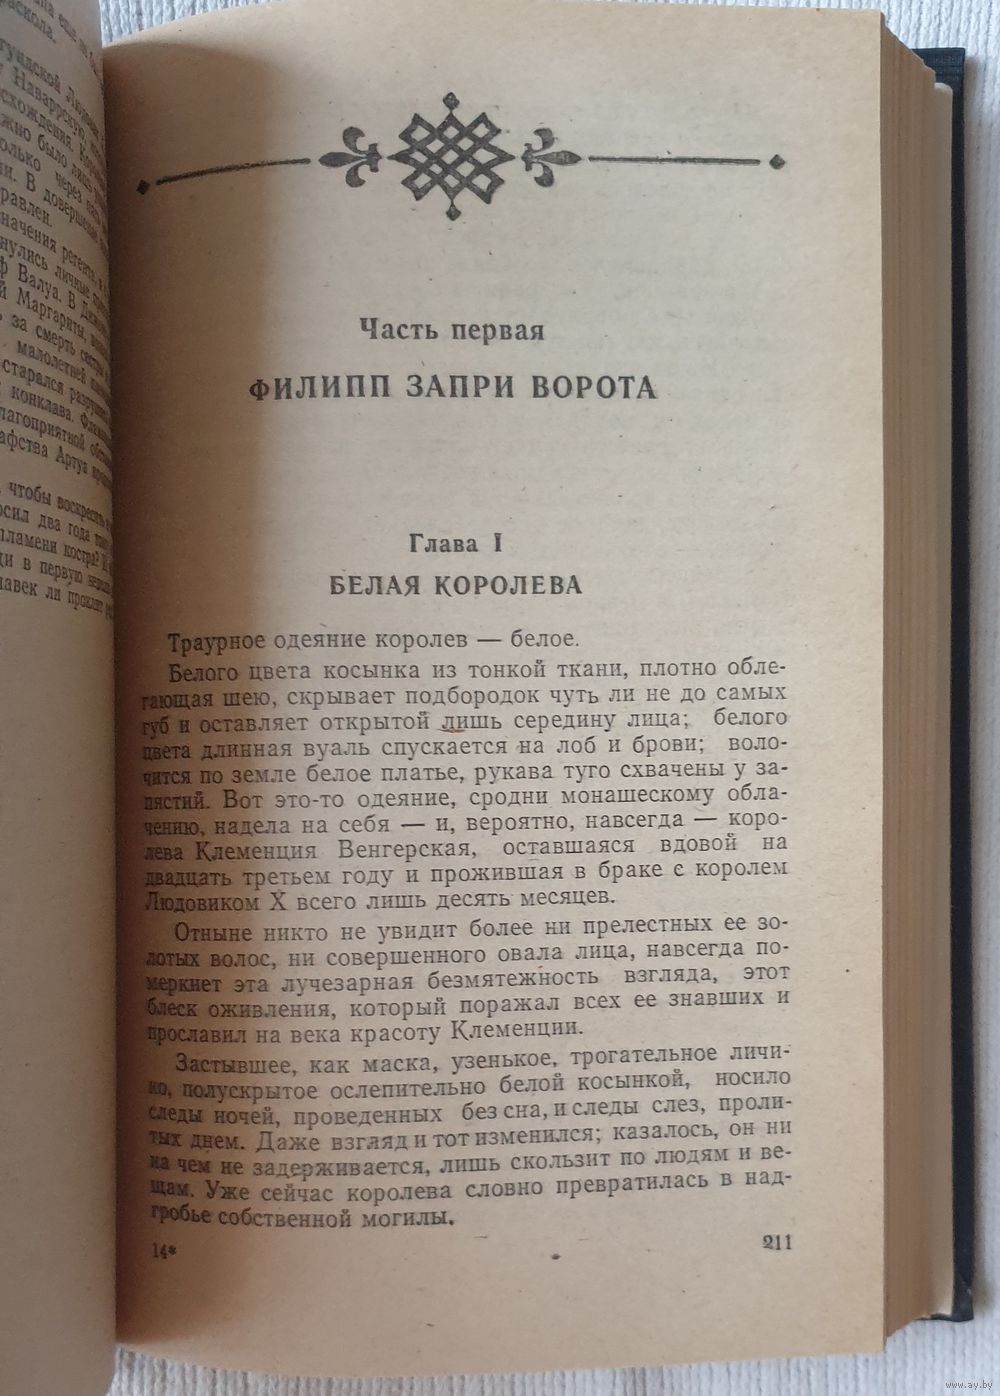 раскола.
Часть первая
ФИЛИПП ЗАПРИ ВОРОТА
Глава I
БЕЛАЯ КОРОЛЕВА
Траурное одеяние королев — белое.
Белого цвета косынка из тонкой ткани, плотно обле-
гающая шею, скрывает подбородок чуть ли не до самых
губ и оставляет открытой лишь середину лица; белого
цвета длинная вуаль спускается на лоб и брови; воло-
чится по земле белое платье, рукава туго схвачены у за-
пястий. Вот это-то одеяние, сродни монашескому обла-
чению, надела на себя — и, вероятно, навсегда — коро-
лева Клеменция Венгерская, оставшаяся вдовой на
двадцать третьем году и прожившая в браке с королем
Людовиком X всего лишь десять месяцев.
Отныне никто не увидит более ни прелестных ее зо-
лотых волос, ни совершенного овала лица, навсегда по-
меркнет эта лучезарная безмятежность взгляда, этот
блеск оживления, который поражал всех ее знавших и
прославил на века красоту Клеменции.
Застывшее, как маска, узенькое, трогательное личи-
ко, полускрытое ослепительно белой косынкой, носило
следы ночей, проведенных без сна, и следы слез, проли-
тых днем. Даже взгляд и тот изменился; казалось, он ни
на чем не задерживается, лишь скользит по людям и ве-
щам. Уже сейчас королева словно превратилась в над-
гробье собственной могилы.
14*
211
www.ay.by